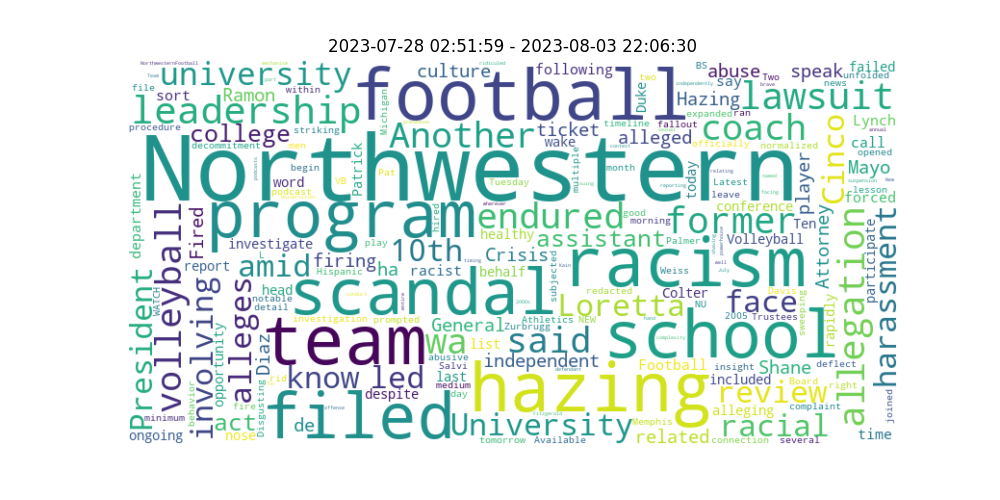 2023-07-28 02:51:59 - 2023-08-03 22:06:30
NorthwesternFootball
university
football
culture
following
BS
abuse
Two
speak
failed
unfolded
Team
file
sort
within
Ramon
leadership
two
say
news
Duke
Hazing
lawsuit
expanded
ran
procedure
college
striking
Michigan
Another
ticket
wake
alleged
timeline
fallout
coach
Lynch
annual
officially
normalized
call
opened
decommitment
men
Northwestern
department
begin
Patrick
Pat
VB
word
podcast
Tuesday
multiple
month
today
reporting
Latest
leave
player
Cinco
Mayo
lesson
forced
program
hired
endured
good
morning
former
conference
Ten
Fired
investigate
play
10th
healthy
assistant
Palmer
Volleyball
Attorney
participate
report
amid
firing
ha
Crisis
L
Hispanic
racist
behalf
subjected
Weiss
racism
July
President
WATCH
volleyball
involving
head
notable
detail
scandal
redacted
Loretta
Colter
NU
face
Davis
2005
Trustees
sweeping
rapidly
allegation
harassment
alleges
investigation
prompted
Athletics
NEW
General
Zurbrugg
opportunity
Diaz
team
wa
list
said
school
independent
Football
insight
Shane
deflect
know
led
abusive
Salvi
last
medium
day
despite
hazing
included
review
Board
right
behavior
minimum
act
fire
Disgusting
filed
de
University
Memphis
alleging
racial
complaint
joined
ongoing
nose
offense
defendant
Fitzgerald
tomorrow
Available
related
connection
several
time